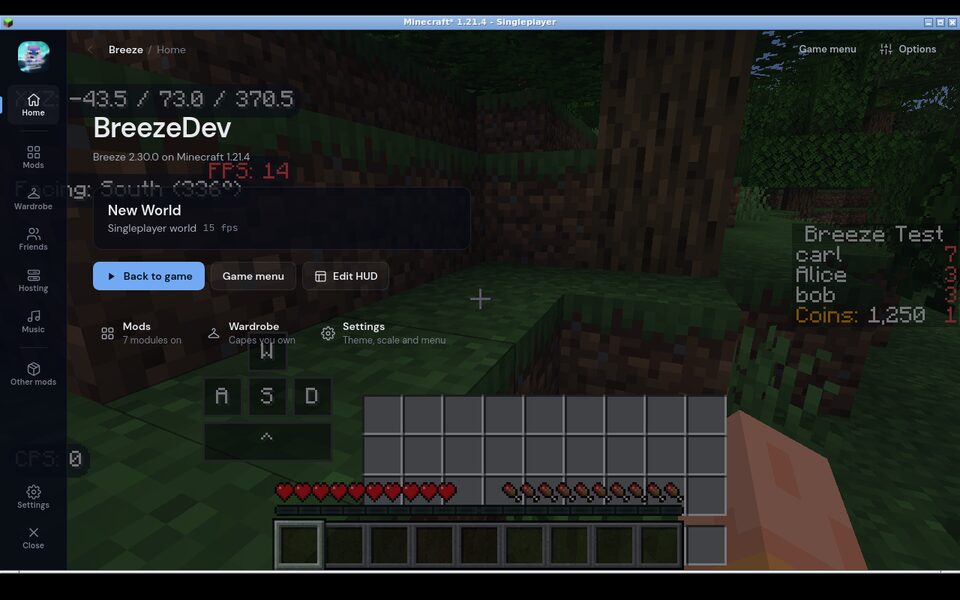 Minecraft* 1.21.4 - Singleplayer
Breeze / Home
Game menu
Options
Home
-43.5 / 73.0 / 370.5
BreezeDev
Breeze 2.30.0 on Minecraft 1.21.4
FPS: 14
Mods
Facing: South (336°)
Wardrobe
New World
Singleplayer world 15 fps
Friends
Breeze Test
carl 7
Alice 3
bob 3
Coins: 1,250 1
Back to game
Game menu
Edit HUD
Hosting
Music
Mods
7 modules on
Wardrobe
Capes you own
Settings
Theme, scale and menu
W
A S D
^
Other mods
CPS: 0
Settings
Close